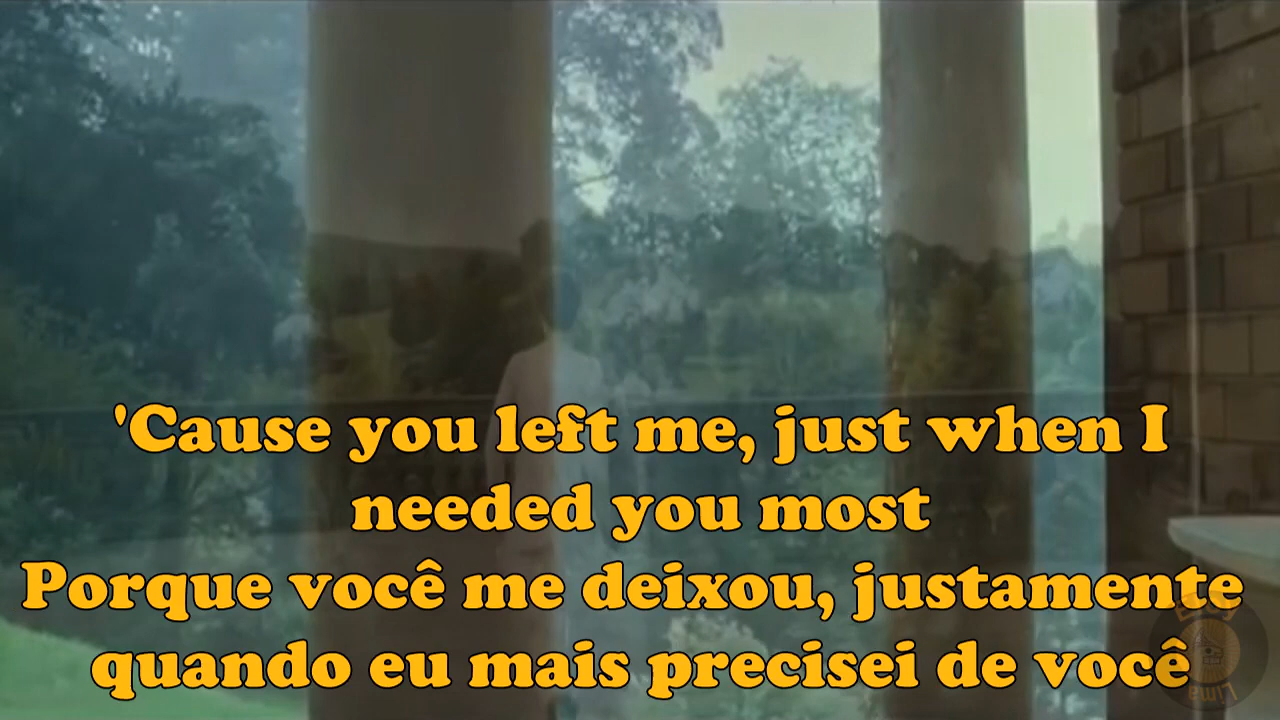 'Cause you left me, just when I
needed you most
Porque você me deixou, justamente
quando eu mais precisei de você
Lima